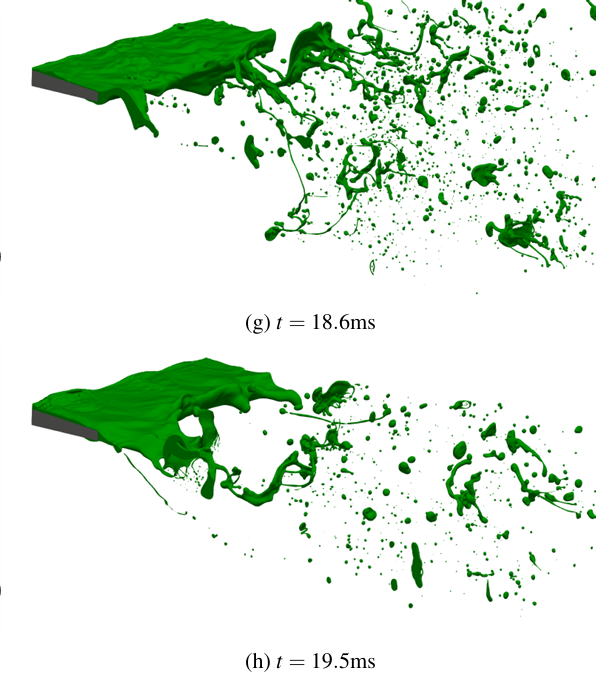 (g) t = 18.6ms
(h) t = 19.5ms